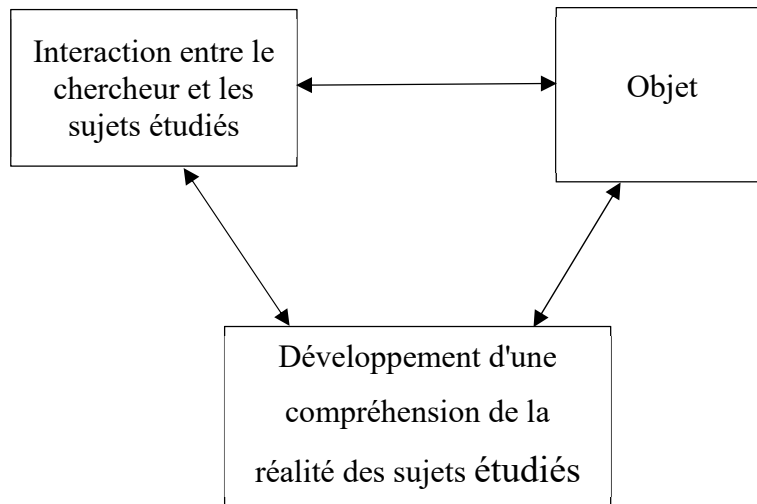 Interaction entre le
chercheur et les
sujets étudiés
Objet
Développement d'une
compréhension de la
réalité des sujets étudiés